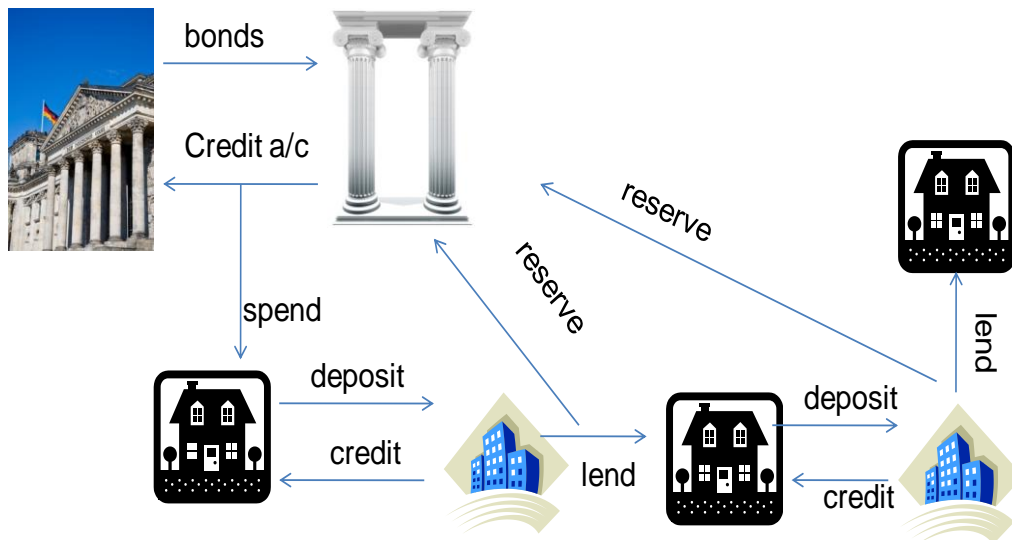 bonds
Credit a/c
reserve
reserve
spend
lend
deposit
deposit
credit
lend
credit